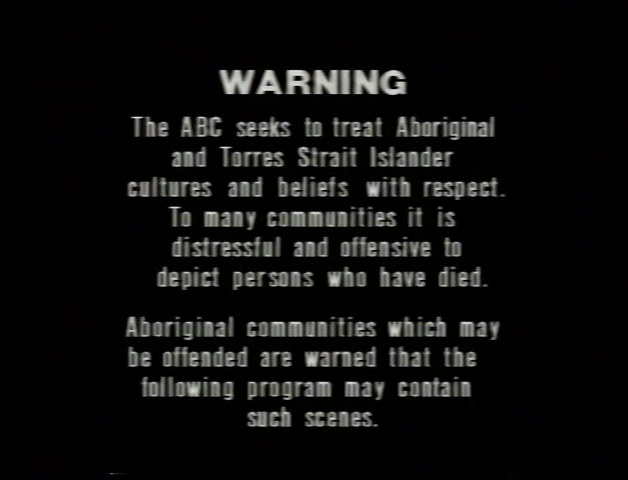 WARNING
The ABC seeks to treat Aboriginal
and Torres Strait Islander
cultures and beliefs with respect.
To many communities it is
distressful and offensive to
depict persons who have died.
Aboriginal communities which may
be offended are warned that the
following program may contain
such scenes.